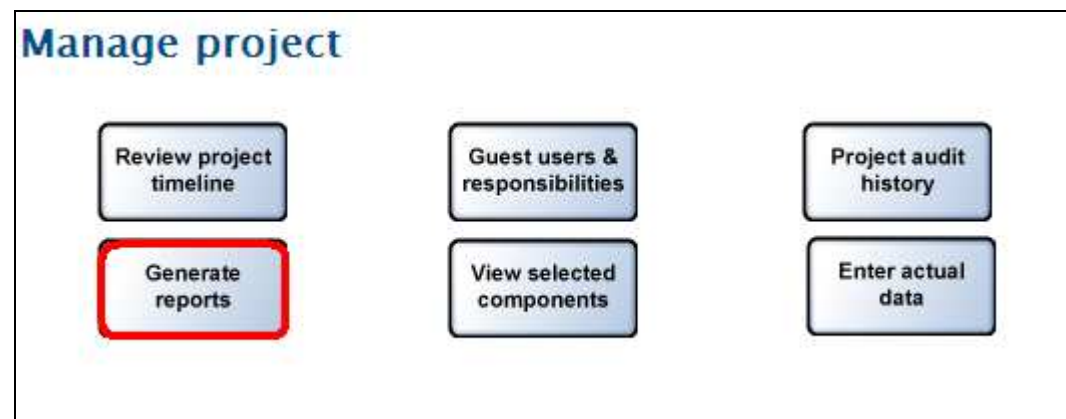 Manage project
Review project
timeline
Guest users &
responsibilities
Project audit
history
Generate
reports
View selected
components
Enter actual
data